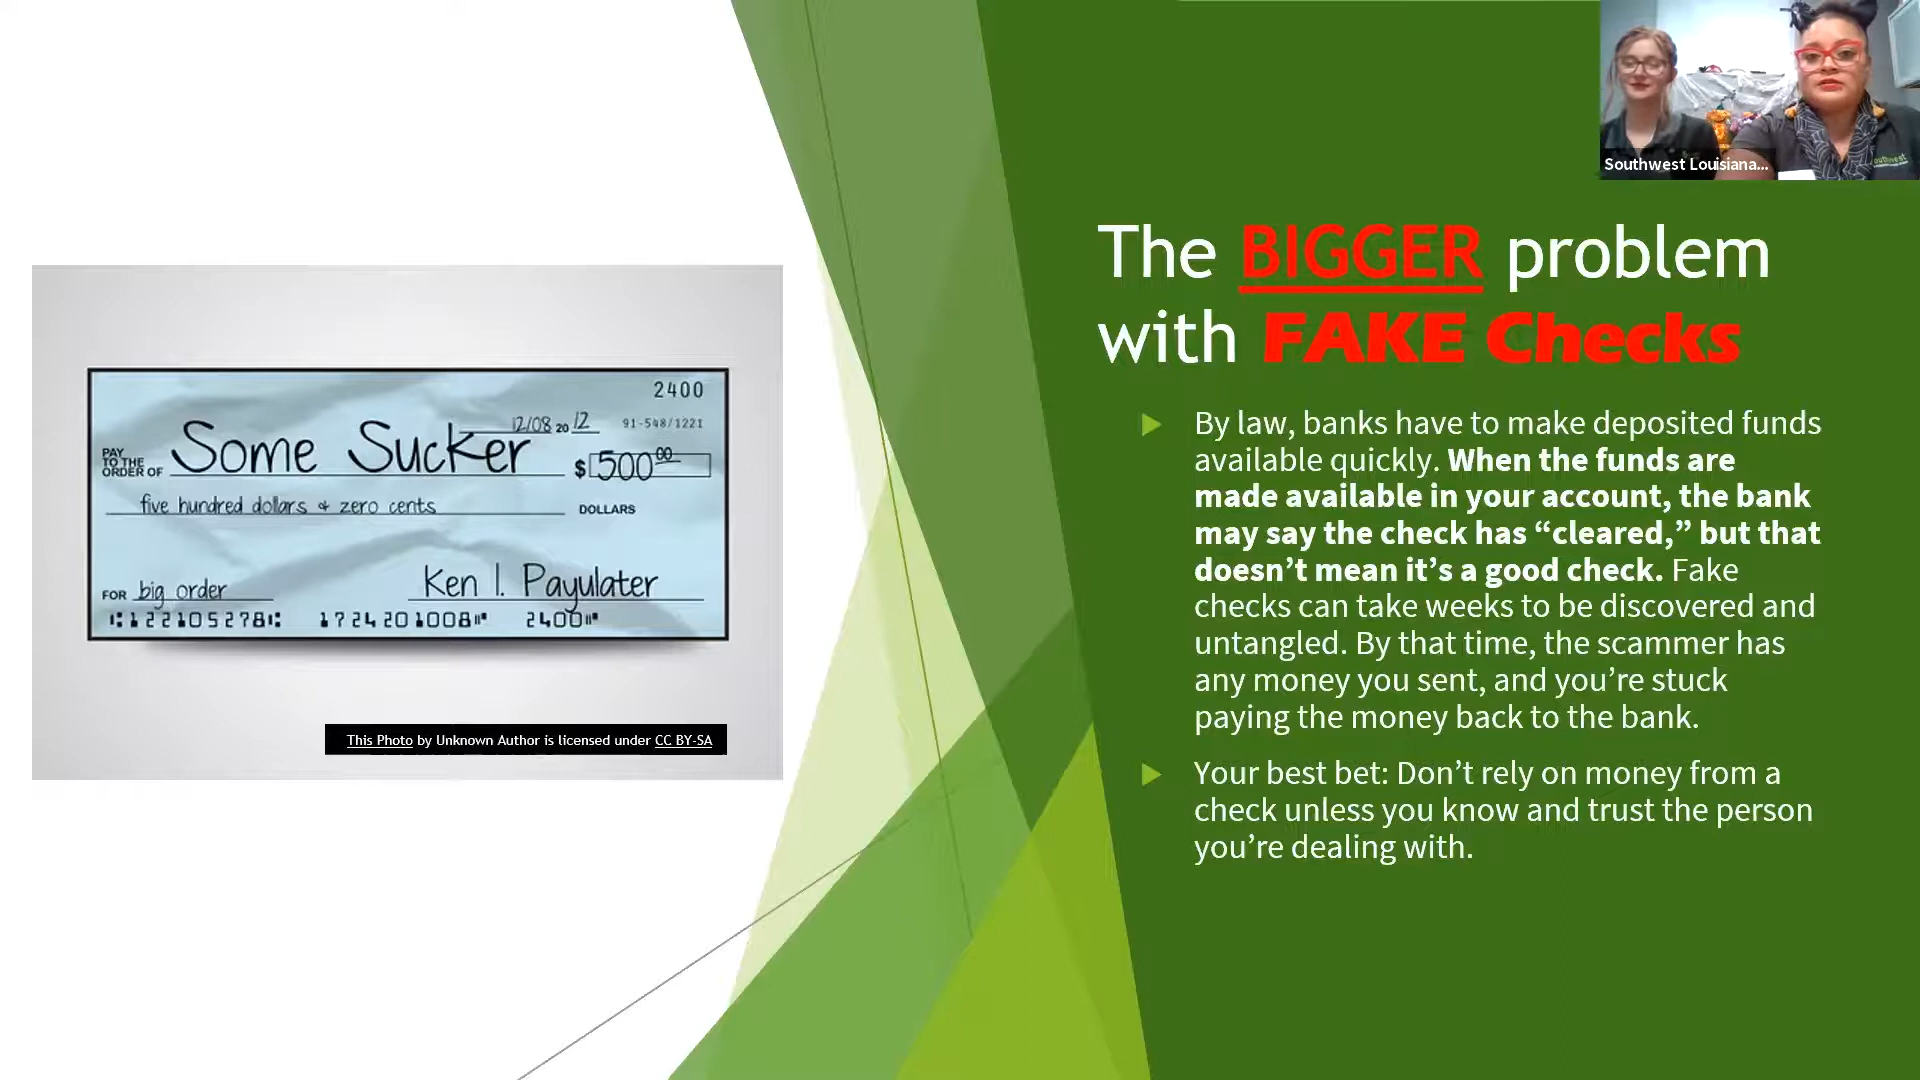 The BIGGER problem
with FAKE Checks
By law, banks have to make deposited funds
available quickly. When the funds are
made available in your account, the bank
may say the check has “cleared,” but that
doesn’t mean it’s a good check. Fake
checks can take weeks to be discovered and
untangled. By that time, the scammer has
any money you sent, and you’re stuck
paying the money back to the bank.
Your best bet: Don’t rely on money from a
check unless you know and trust the person
you’re dealing with.
2400
12/08 20 12 91-548/1221
PAY
TO THE
ORDER OF Some Sucker $ 500.00
five hundred dollars & zero cents DOLLARS
FOR big order Ken I. Payulater
⑆122105278⑆ 1724201008⑈ 2400⑈
This Photo by Unknown Author is licensed under CC BY-SA
Southwest Louisiana...